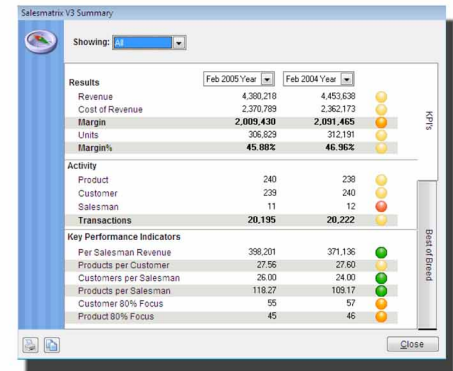 Salesmatrix V3 Summary
Showing: All
Results Feb 2005 Year Feb 2004 Year
Revenue 4,380,218 4,453,638
Cost of Revenue 2,370,789 2,362,173
Margin 2,009,430 2,091,465
Units 306,829 312,191
Margin% 45.88% 46.96%
Activity
Product 240 238
Customer 239 240
Salesman 11 12
Transactions 20,195 20,222
Key Performance Indicators
Per Salesman Revenue 398,201 371,136
Products per Customer 27.56 27.60
Customers per Salesman 26.00 24.00
Products per Salesman 118.27 109.17
Customer 80% Focus 55 57
Product 80% Focus 45 46
KPI's
Best of Breed
Close